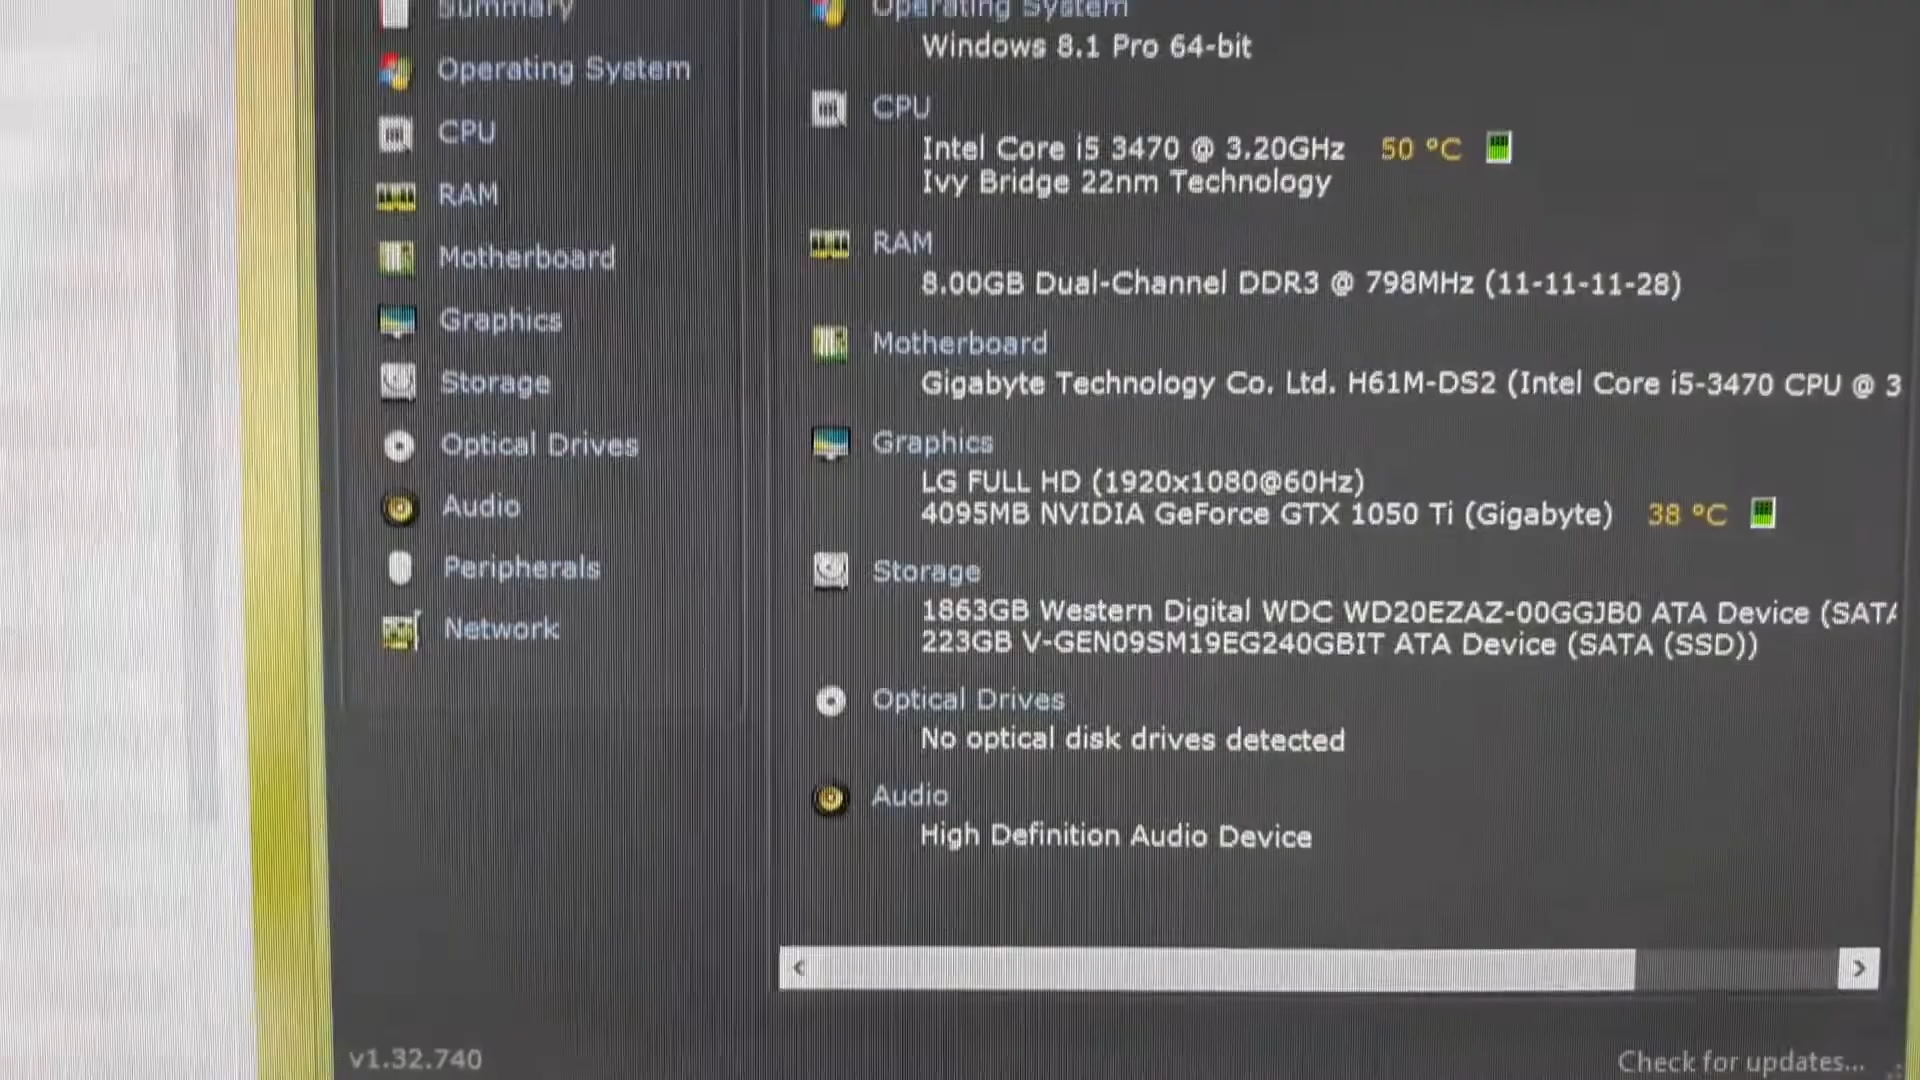 Summary
Operating System
CPU
RAM
Motherboard
Graphics
Storage
Optical Drives
Audio
Peripherals
Network
Operating System
Windows 8.1 Pro 64-bit
CPU
Intel Core i5 3470 @ 3.20GHz 50 °C
Ivy Bridge 22nm Technology
RAM
8.00GB Dual-Channel DDR3 @ 798MHz (11-11-11-28)
Motherboard
Gigabyte Technology Co. Ltd. H61M-DS2 (Intel Core i5-3470 CPU @ 3
Graphics
LG FULL HD (1920x1080@60Hz)
4095MB NVIDIA GeForce GTX 1050 Ti (Gigabyte) 38 °C
Storage
1863GB Western Digital WDC WD20EZAZ-00GGJB0 ATA Device (SATA
223GB V-GEN09SM19EG240GBIT ATA Device (SATA (SSD))
Optical Drives
No optical disk drives detected
Audio
High Definition Audio Device
v1.32.740
Check for updates...